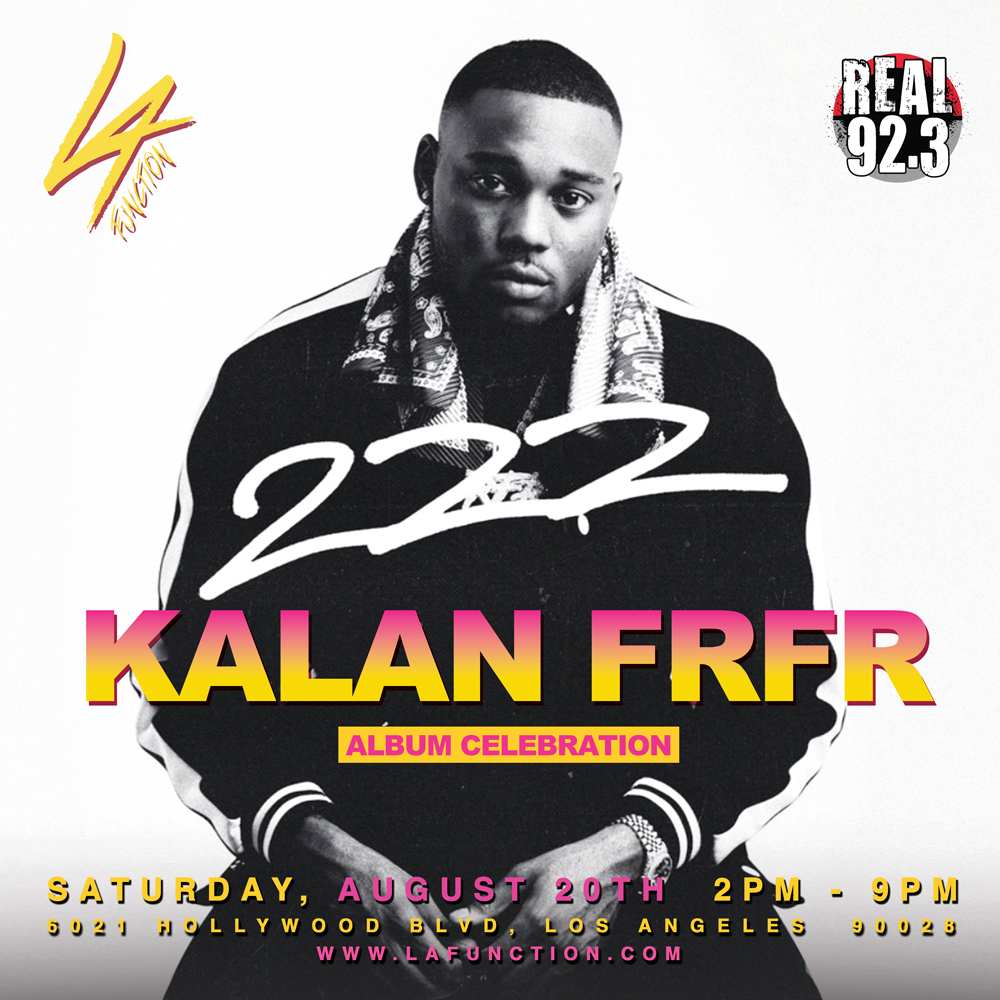 LA
FUNCTION
REAL
92.3
222
KALAN FRFR
ALBUM CELEBRATION
SATURDAY, AUGUST 20TH 2PM - 9PM
6021 HOLLYWOOD BLVD, LOS ANGELES 90028
WWW.LAFUNCTION.COM